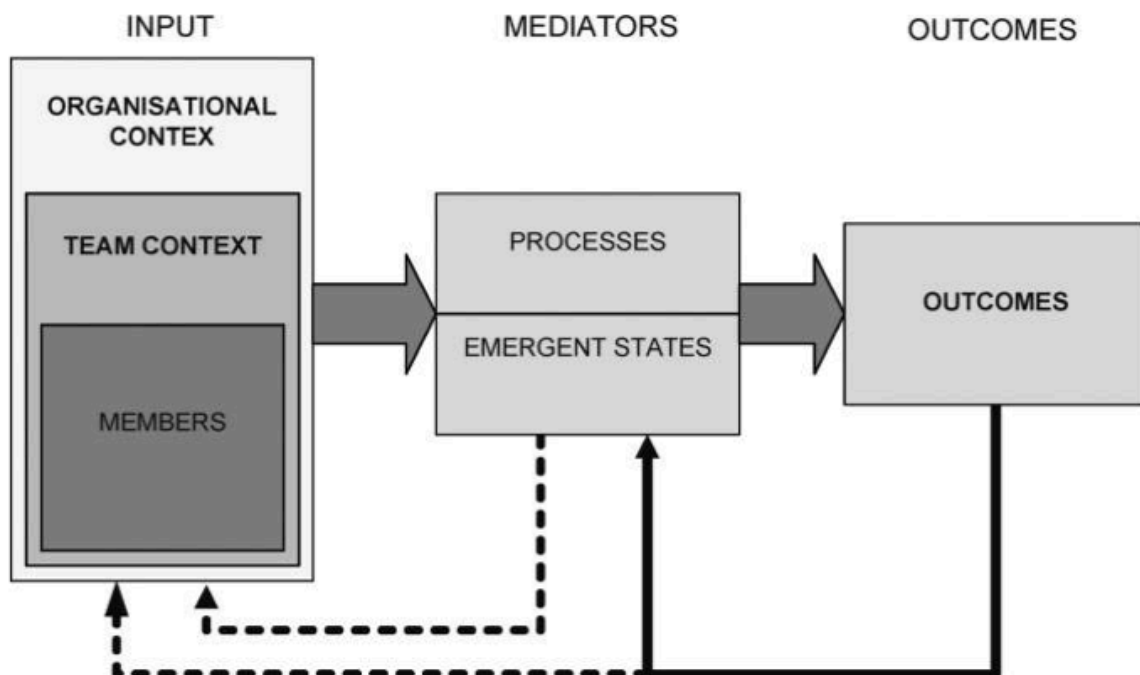 INPUT
MEDIATORS
OUTCOMES
ORGANISATIONAL
CONTEX
TEAM CONTEXT
MEMBERS
PROCESSES
EMERGENT STATES
OUTCOMES